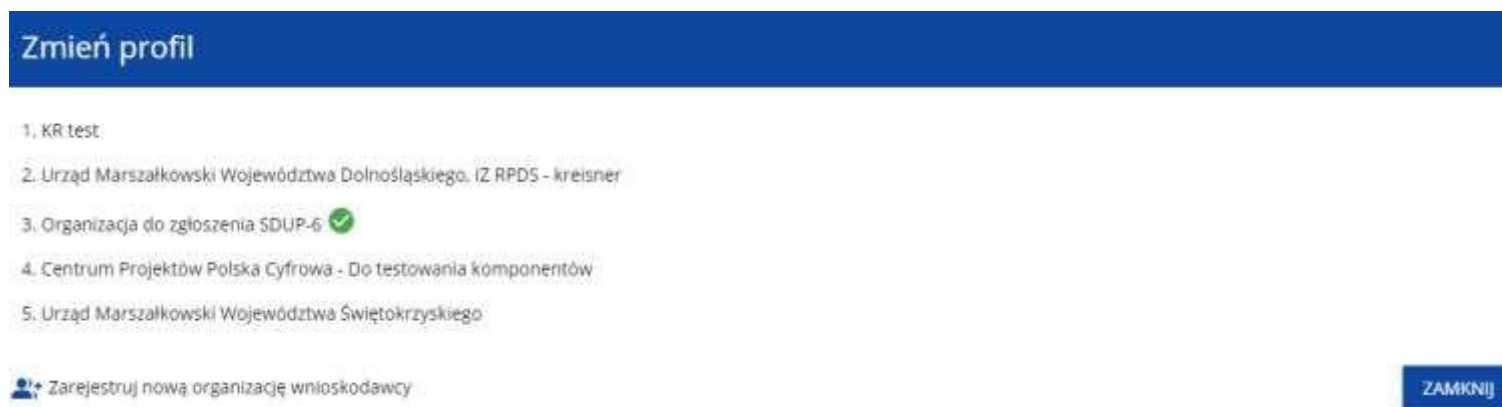 Zmień profil
1. KR test
2. Urząd Marszałkowski Województwa Dolnośląskiego, IZ RPDS - kreisner
3. Organizacja do zgłoszenia SDUP-6
4. Centrum Projektów Polska Cyfrowa - Do testowania komponentów
5. Urząd Marszałkowski Województwa Świętokrzyskiego
Zarejestruj nową organizację wnioskodawcy
ZAMKNIJ